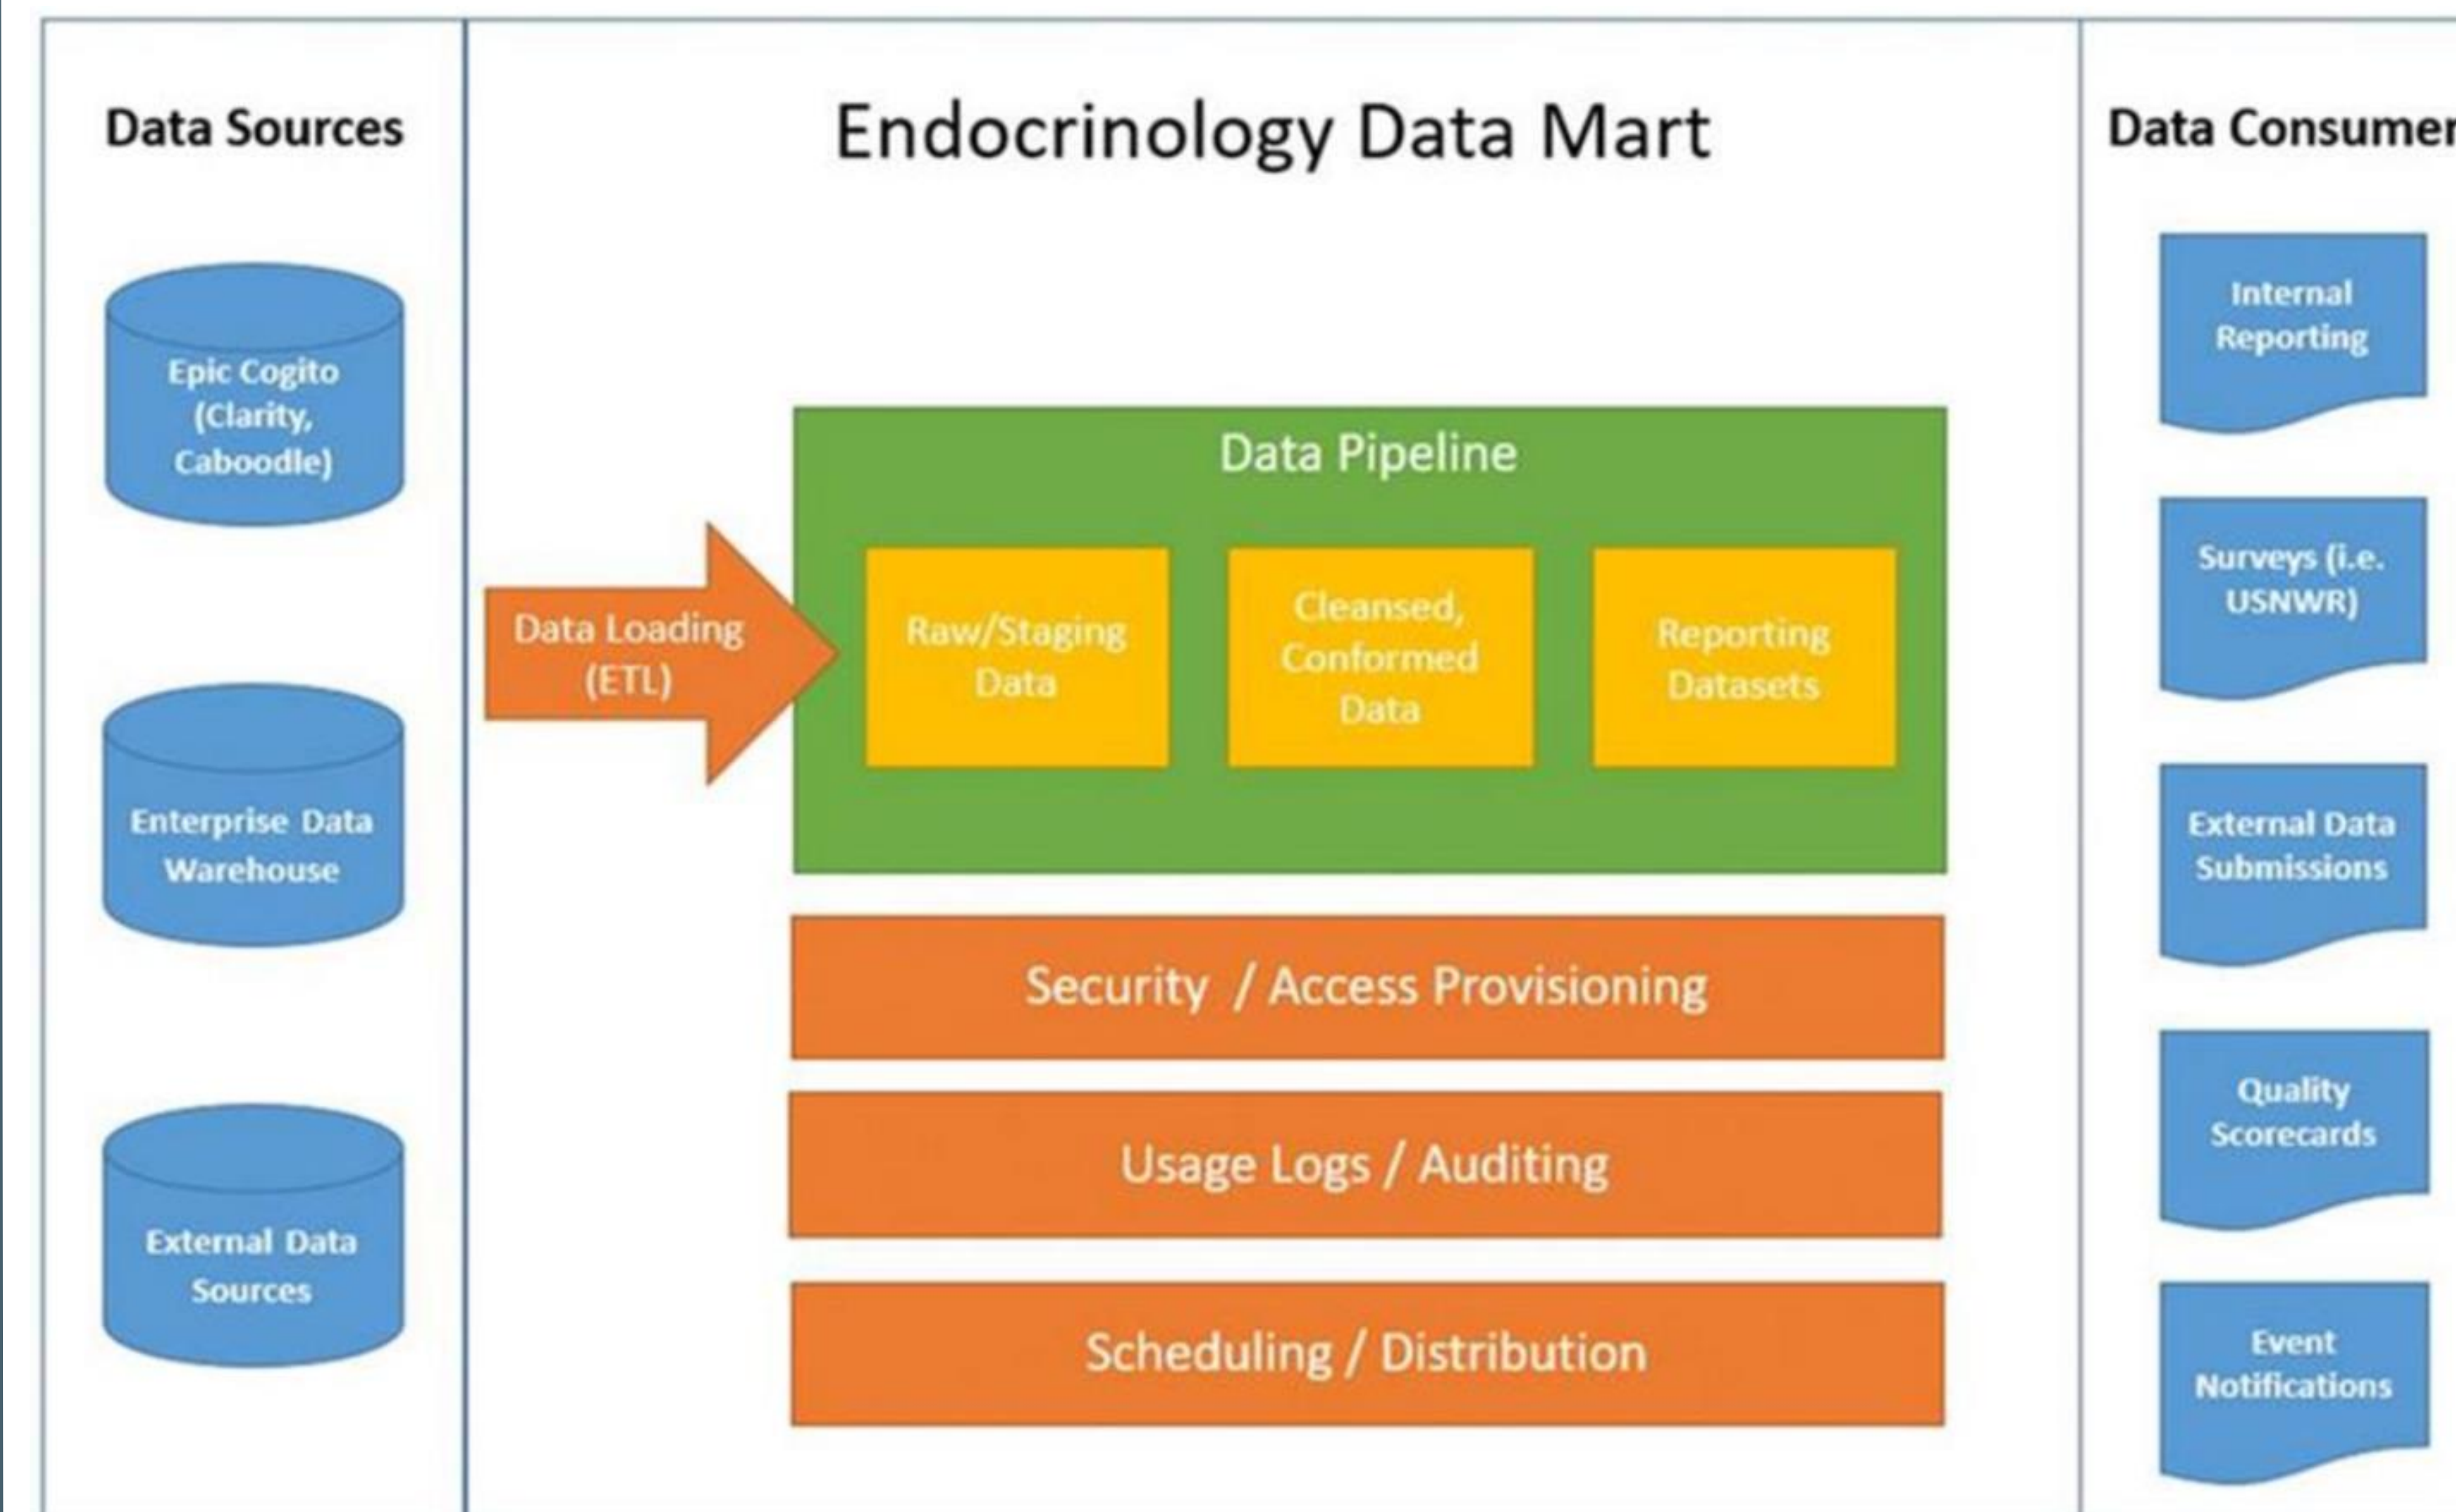 Data Sources
Epic Cogito
(Clarity,
Caboodle)
Enterprise Data
Warehouse
External Data
Sources
Endocrinology Data Mart
Data Loading
(ETL)
Data Pipeline
Raw/Staging
Data
Cleansed,
Conformed
Data
Reporting
Datasets
Security / Access Provisioning
Usage Logs / Auditing
Scheduling / Distribution
Data Consumer
Internal
Reporting
Surveys (i.e.
USNWR)
External Data
Submissions
Quality
Scorecards
Event
Notifications